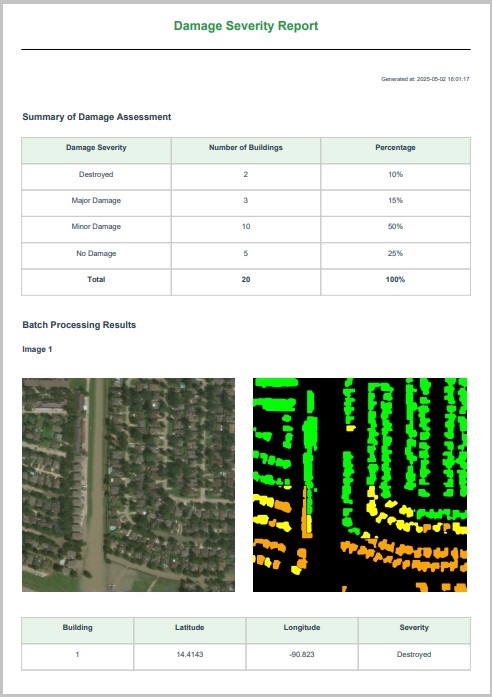 Damage Severity Report
Generated at: 2025-05-02 16:01:17
Summary of Damage Assessment
Damage Severity Number of Buildings Percentage
Destroyed 2 10%
Major Damage 3 15%
Minor Damage 10 50%
No Damage 5 25%
Total 20 100%
Batch Processing Results
Image 1
Building Latitude Longitude Severity
1 14.4143 -90.823 Destroyed